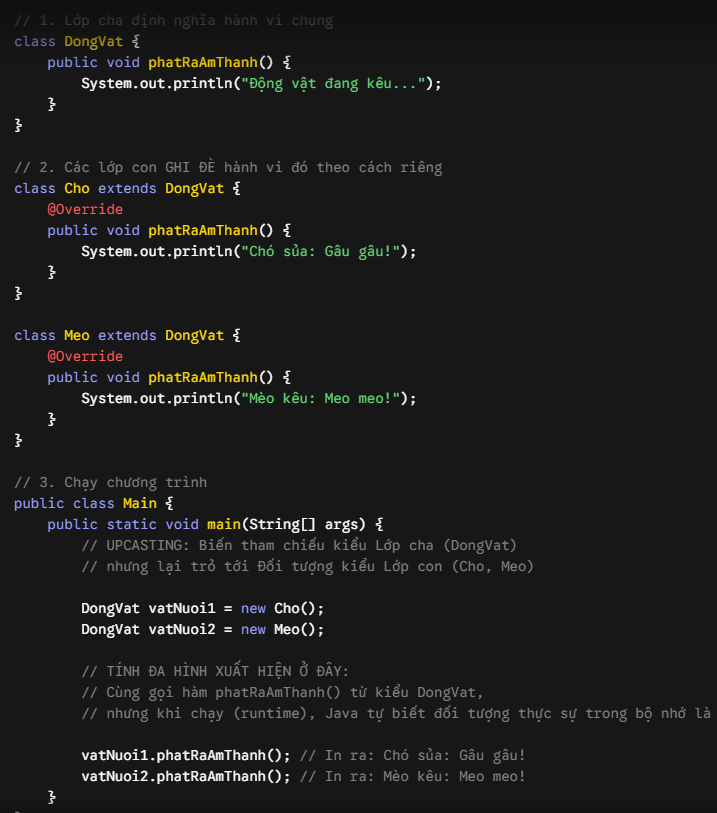 // 1. Lớp cha định nghĩa hành vi chung
class DongVat {
    public void phatRaAmThanh() {
        System.out.println("Động vật đang kêu...");
    }
}

// 2. Các lớp con GHI ĐÈ hành vi đó theo cách riêng
class Cho extends DongVat {
    @Override
    public void phatRaAmThanh() {
        System.out.println("Chó sủa: Gâu gâu!");
    }
}

class Meo extends DongVat {
    @Override
    public void phatRaAmThanh() {
        System.out.println("Mèo kêu: Meo meo!");
    }
}

// 3. Chạy chương trình
public class Main {
    public static void main(String[] args) {
        // UPCASTING: Biến tham chiếu kiểu Lớp cha (DongVat)
        // nhưng lại trỏ tới Đối tượng kiểu Lớp con (Cho, Meo)

        DongVat vatNuoi1 = new Cho();
        DongVat vatNuoi2 = new Meo();

        // TÍNH ĐA HÌNH XUẤT HIỆN Ở ĐÂY:
        // Cùng gọi hàm phatRaAmThanh() từ kiểu DongVat,
        // nhưng khi chạy (runtime), Java tự biết đối tượng thực sự trong bộ nhớ là

        vatNuoi1.phatRaAmThanh(); // In ra: Chó sủa: Gâu gâu!
        vatNuoi2.phatRaAmThanh(); // In ra: Mèo kêu: Meo meo!
    }